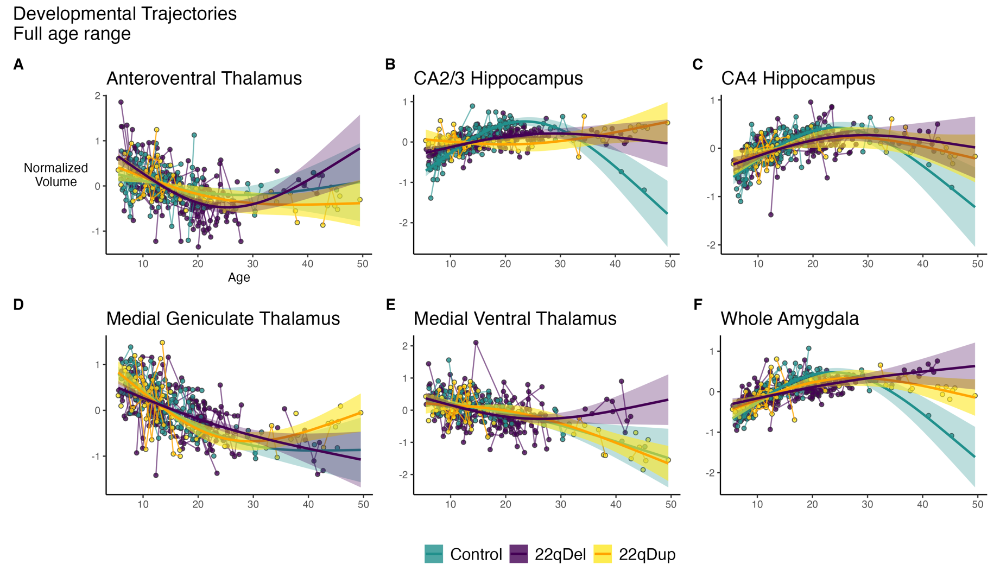 Developmental Trajectories
Full age range
A
B
C
Anteroventral Thalamus
CA2/3 Hippocampus
CA4 Hippocampus
Normalized
Volume
2
1
0
-1
10
20
30
40
50
Age
1
0
-1
-2
10
20
30
40
50
1
0
-1
-2
10
20
30
40
50
D
E
F
Medial Geniculate Thalamus
Medial Ventral Thalamus
Whole Amygdala
1
0
-1
10
20
30
40
50
2
1
0
-1
-2
10
20
30
40
50
1
0
-1
-2
10
20
30
40
50
Control
22qDel
22qDup